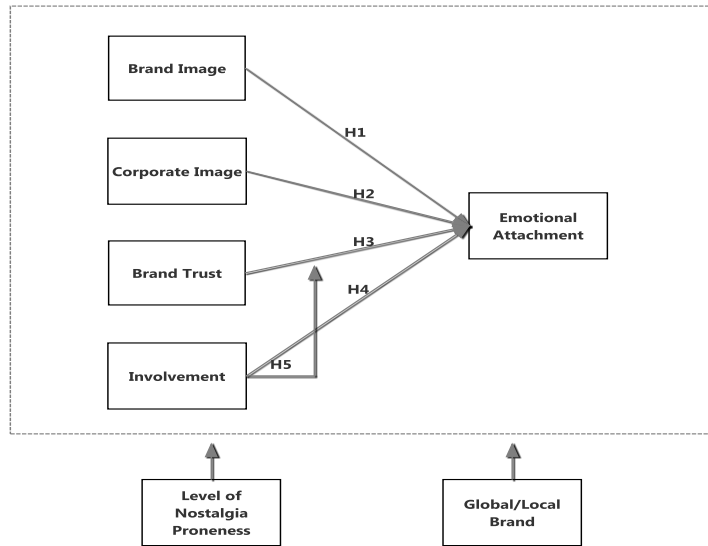 Brand Image
H1
Corporate Image
H2
Emotional
Attachment
H3
Brand Trust
H4
H5
Involvement
Level of
Nostalgia
Proneness
Global/Local
Brand